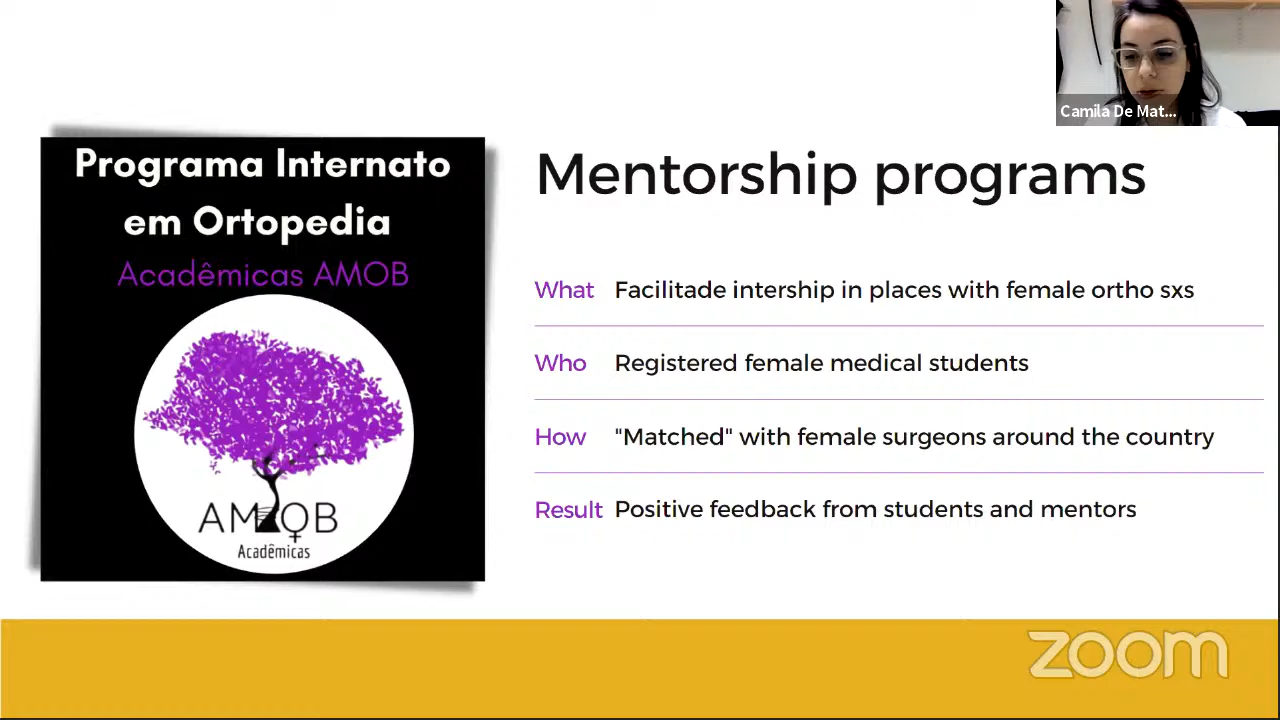 Camila De Mat...
Programa Internato
em Ortopedia
Acadêmicas AMOB
AMOB
Acadêmicas
Mentorship programs
What Facilitade intership in places with female ortho sxs
Who Registered female medical students
How "Matched" with female surgeons around the country
Result Positive feedback from students and mentors
zoom